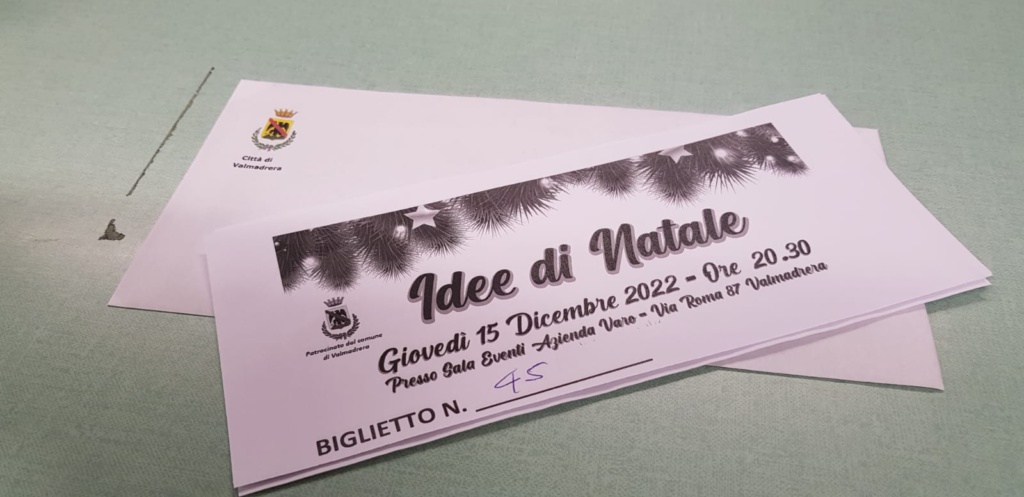 Città di
Valmadrera
Idee di Natale
Giovedì 15 Dicembre 2022 - Ore 20.30
Presso Sala Eventi Azienda Varo - Via Roma 87 Valmadrera
Patrocinato dal comune
di Valmadrera
BIGLIETTO N. 45